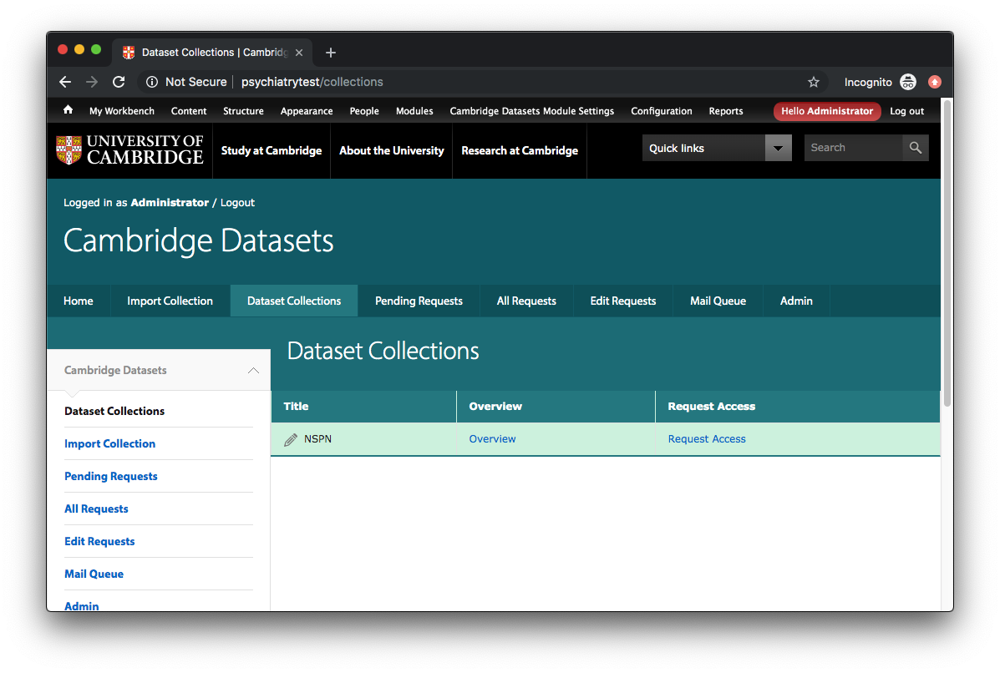 Dataset Collections | Cambridg
Not Secure psychiatrytest/collections Incognito
My Workbench Content Structure Appearance People Modules Cambridge Datasets Module Settings Configuration Reports Hello Administrator Log out
UNIVERSITY OF
CAMBRIDGE
Study at Cambridge About the University Research at Cambridge Quick links Search
Logged in as Administrator / Logout
Cambridge Datasets
Home Import Collection Dataset Collections Pending Requests All Requests Edit Requests Mail Queue Admin
Dataset Collections
Cambridge Datasets
Title Overview Request Access
Dataset Collections
NSPN Overview Request Access
Import Collection
Pending Requests
All Requests
Edit Requests
Mail Queue
Admin